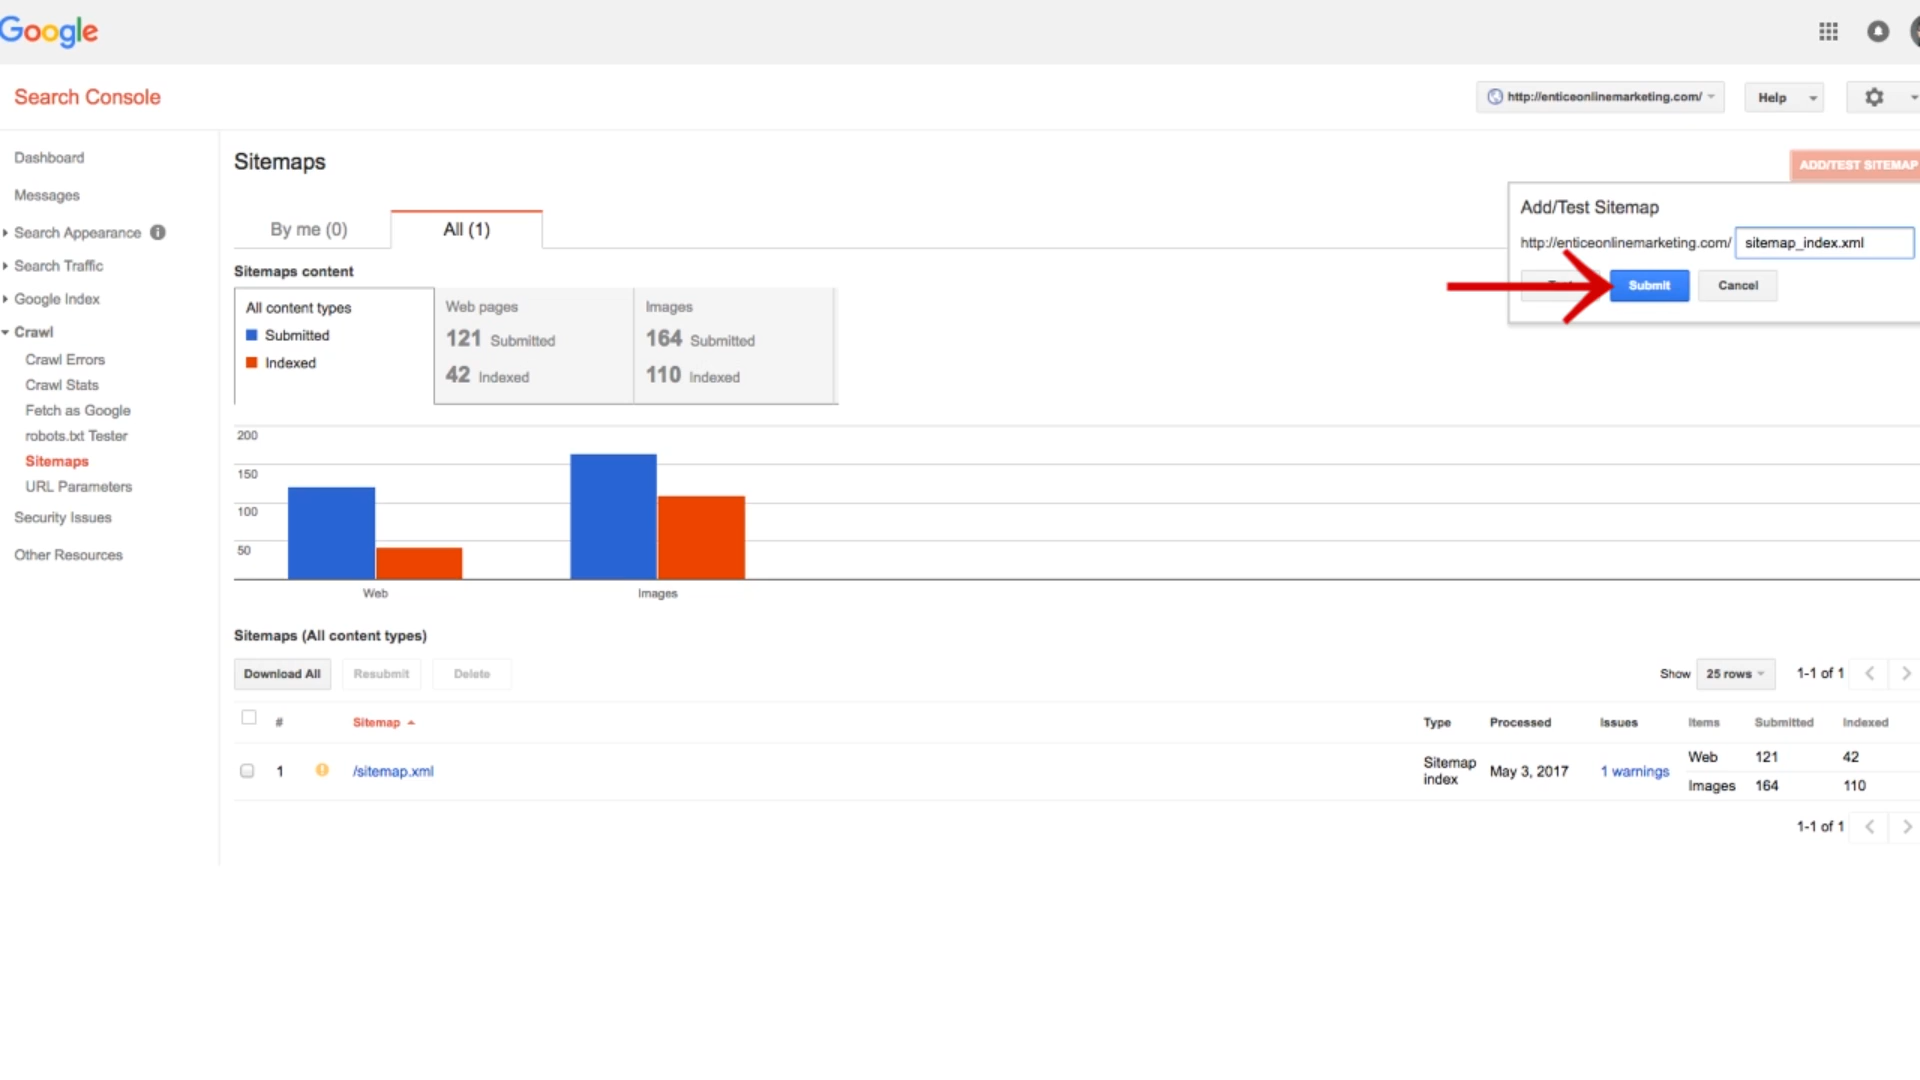 Google
Search Console
http://enticeonlinemarketing.com/
Help
Dashboard
Messages
Search Appearance
Search Traffic
Google Index
Crawl
Crawl Errors
Crawl Stats
Fetch as Google
robots.txt Tester
Sitemaps
URL Parameters
Security Issues
Other Resources
Sitemaps
ADD/TEST SITEMAP
Add/Test Sitemap
http://enticeonlinemarketing.com/ sitemap_index.xml
Submit Cancel
By me (0) All (1)
Sitemaps content
All content types
Submitted
Indexed
Web pages
121 Submitted
42 Indexed
Images
164 Submitted
110 Indexed
200
150
100
50
Web Images
Sitemaps (All content types)
Download All Resubmit Delete
Show 25 rows 1-1 of 1
# Sitemap Type Processed Issues Items Submitted Indexed
1 /sitemap.xml Sitemap index May 3, 2017 1 warnings Web 121 42
Images 164 110
1-1 of 1